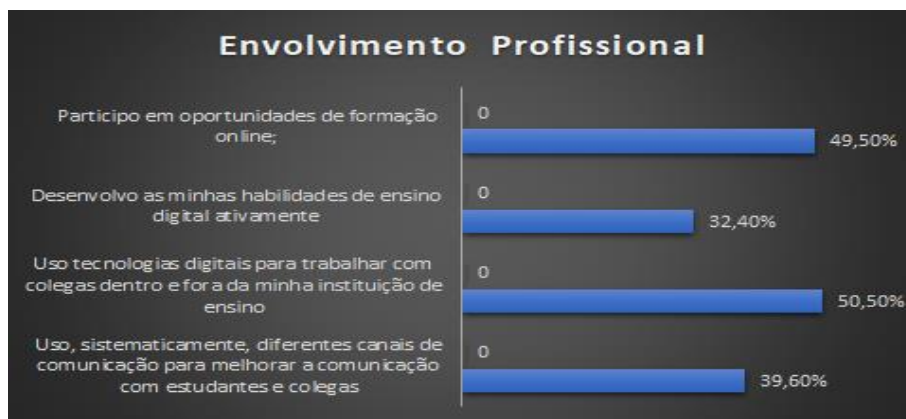 Envolvimento Profissional
Participo em oportunidades de formação
online;
0
49,50%
Desenvolvo as minhas habilidades de ensino
digital ativamente
0
32,40%
Uso tecnologias digitais para trabalhar com
colegas dentro e fora da minha instituição de
ensino
0
50,50%
Uso, sistematicamente, diferentes canais de
comunicação para melhorar a comunicação
com estudantes e colegas
0
39,60%